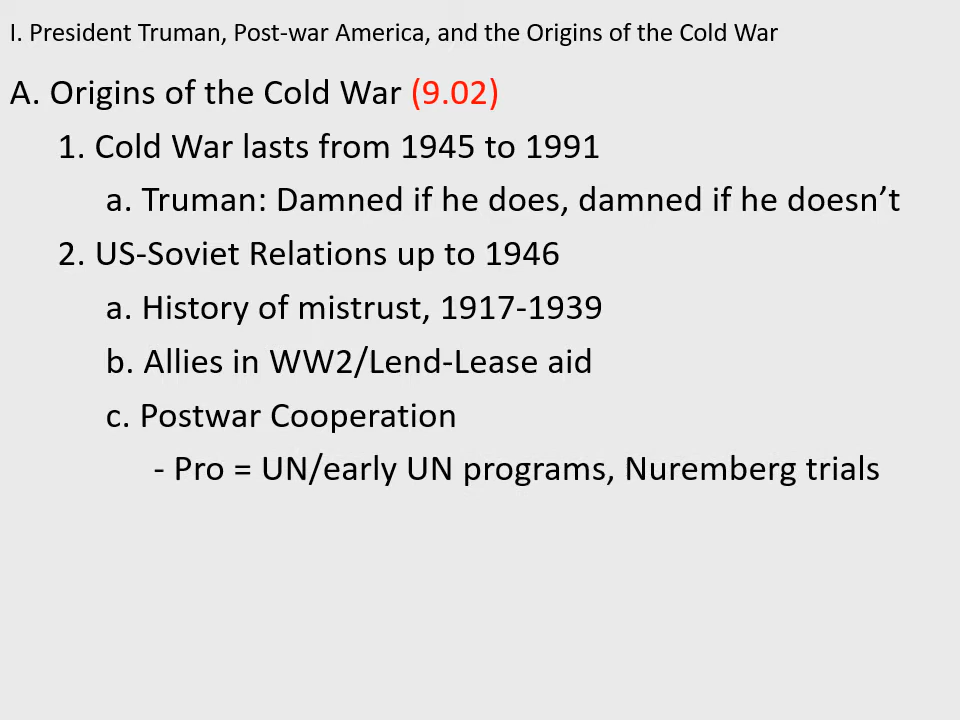 I. President Truman, Post-war America, and the Origins of the Cold War
A. Origins of the Cold War (9.02)
1. Cold War lasts from 1945 to 1991
a. Truman: Damned if he does, damned if he doesn’t
2. US-Soviet Relations up to 1946
a. History of mistrust, 1917-1939
b. Allies in WW2/Lend-Lease aid
c. Postwar Cooperation
- Pro = UN/early UN programs, Nuremberg trials